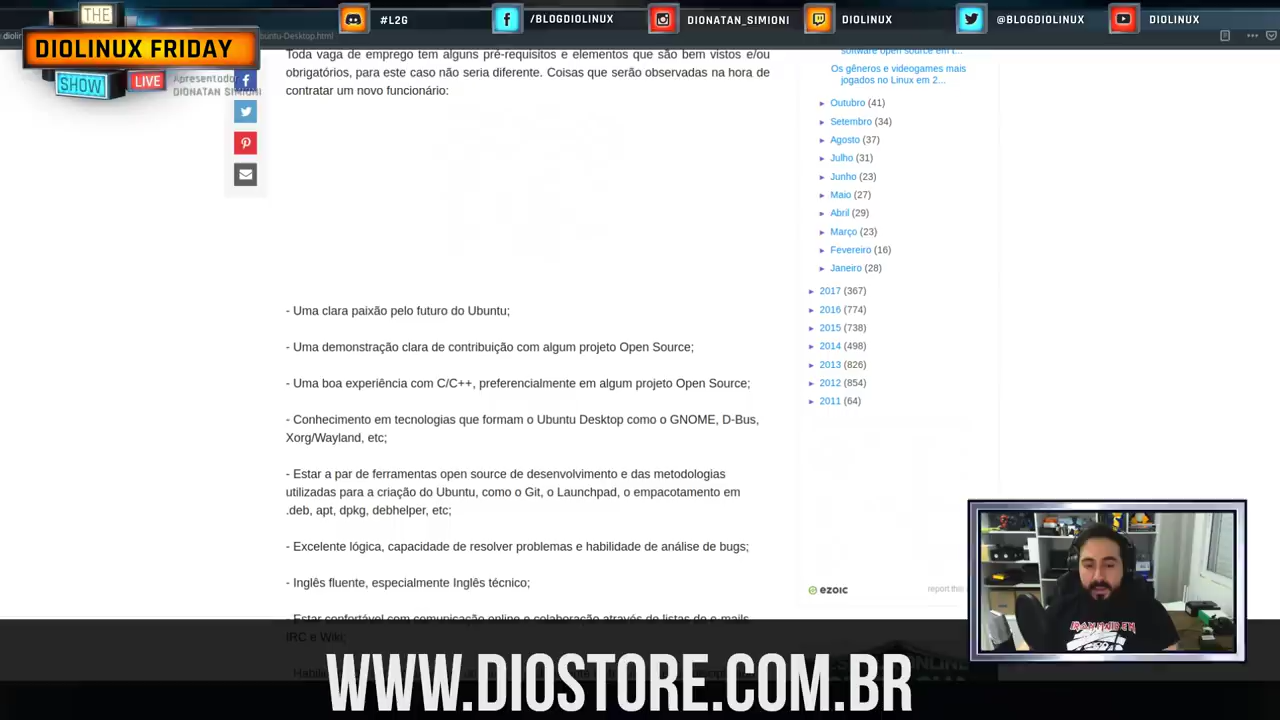 THE
DIOLINUX FRIDAY
SHOW
LIVE
Apresentado
DIONATAN SIMIONI
#L2G
/BLOGDIOLINUX
DIONATAN_SIMIONI
DIOLINUX
@BLOGDIOLINUX
DIOLINUX
buntu-Desktop.html
Toda vaga de emprego tem alguns pré-requisitos e elementos que são bem vistos e/ou
obrigatórios, para este caso não seria diferente. Coisas que serão observadas na hora de
contratar um novo funcionário:
- Uma clara paixão pelo futuro do Ubuntu;
- Uma demonstração clara de contribuição com algum projeto Open Source;
- Uma boa experiência com C/C++, preferencialmente em algum projeto Open Source;
- Conhecimento em tecnologias que formam o Ubuntu Desktop como o GNOME, D-Bus,
Xorg/Wayland, etc;
- Estar a par de ferramentas open source de desenvolvimento e das metodologias
utilizadas para a criação do Ubuntu, como o Git, o Launchpad, o empacotamento em
.deb, apt, dpkg, debhelper, etc;
- Excelente lógica, capacidade de resolver problemas e habilidade de análise de bugs;
- Inglês fluente, especialmente Inglês técnico;
- Estar confortável com comunicação online e colaboração através de listas de e-mails
IRC e Wiki;
software open source em t...
Os gêneros e videogames mais
jogados no Linux em 2...
► Outubro (41)
► Setembro (34)
► Agosto (37)
► Julho (31)
► Junho (23)
► Maio (27)
► Abril (29)
► Março (23)
► Fevereiro (16)
► Janeiro (28)
► 2017 (367)
► 2016 (774)
► 2015 (738)
► 2014 (498)
► 2013 (826)
► 2012 (854)
► 2011 (64)
ezoic
report this
IRON MAIDEN
WWW.DIOSTORE.COM.BR